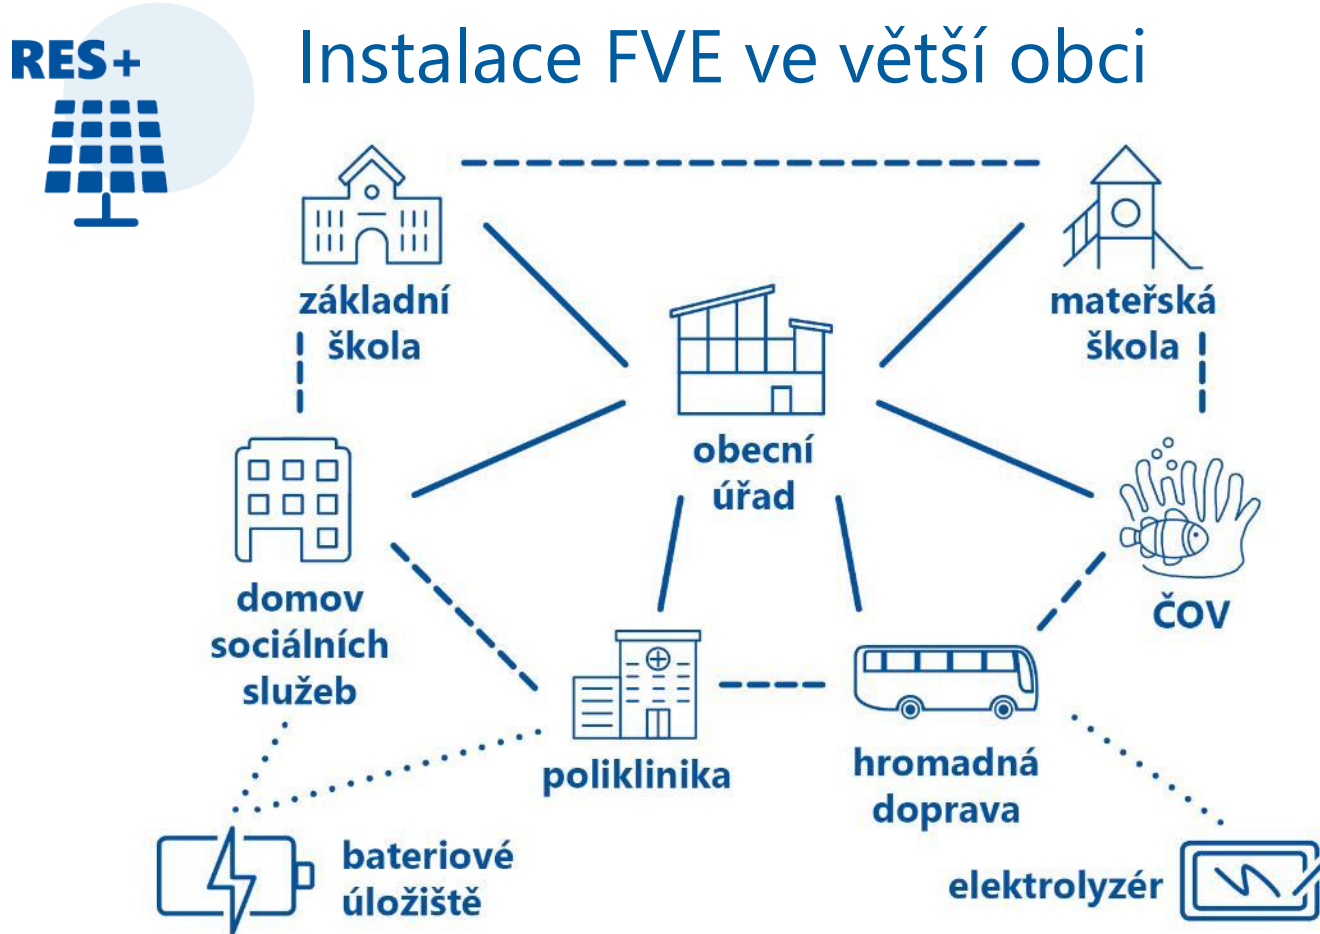 RES+
Instalace FVE ve větší obci
základní
škola
mateřská
škola
obecní
úřad
domov
sociálních
služeb
ČOV
poliklinika
hromadná
doprava
bateriové
úložiště
elektrolyzér